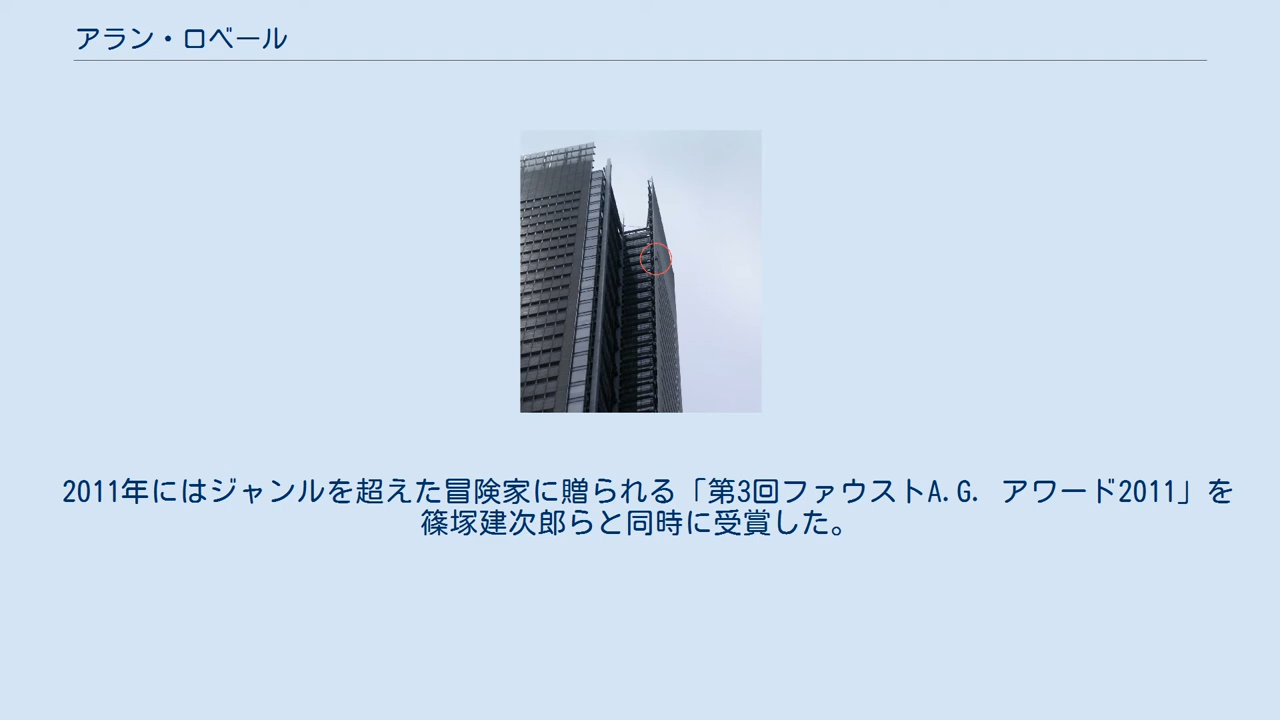 アラン・ロベール
2011年にはジャンルを超えた冒険家に贈られる「第3回ファウストA.G. アワード2011」を
篠塚建次郎らと同時に受賞した。